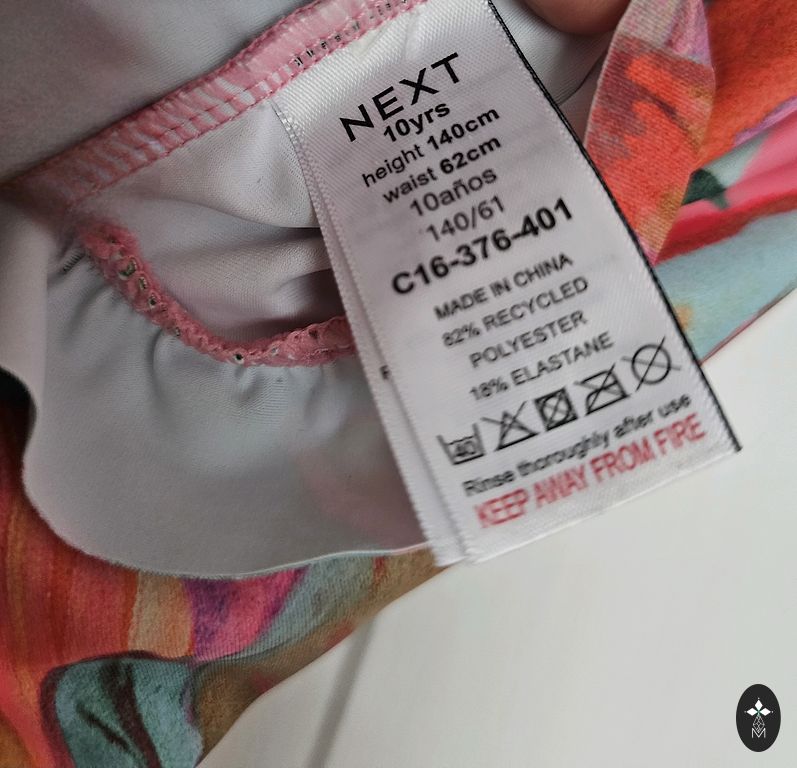 NEXT
10yrs
height 140cm
waist 62cm
10años
140/61
C16-376-401
MADE IN CHINA
82% RECYCLED
POLYESTER
18% ELASTANE
40
Rinse thoroughly after use
KEEP AWAY FROM FIRE
M